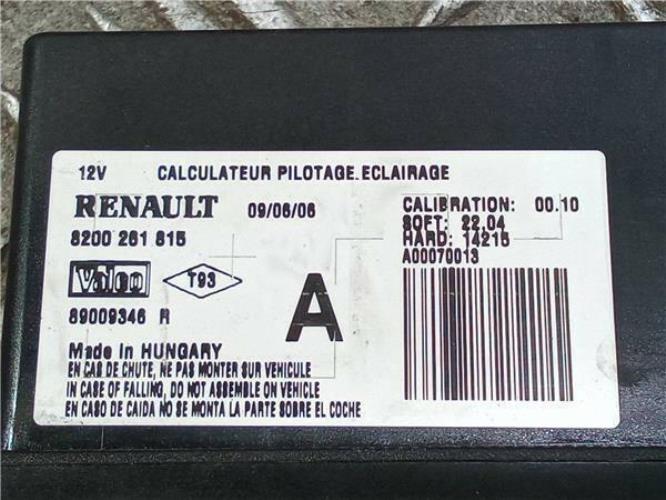 12V CALCULATEUR PILOTAGE.ECLAIRAGE
RENAULT 09/06/06 CALIBRATION: 00.10
8200 261 815 SOFT: 22.04
HARD: 14215
A00070013
Valeo T93
89009346 R A
Made in HUNGARY
EN CAS DE CHUTE, NE PAS MONTER SUR VEHICULE
IN CASE OF FALLING, DO NOT ASSEMBLE ON VEHICLE
EN CASO DE CAIDA NO SE MONTA LA PARTE SOBRE EL COCHE